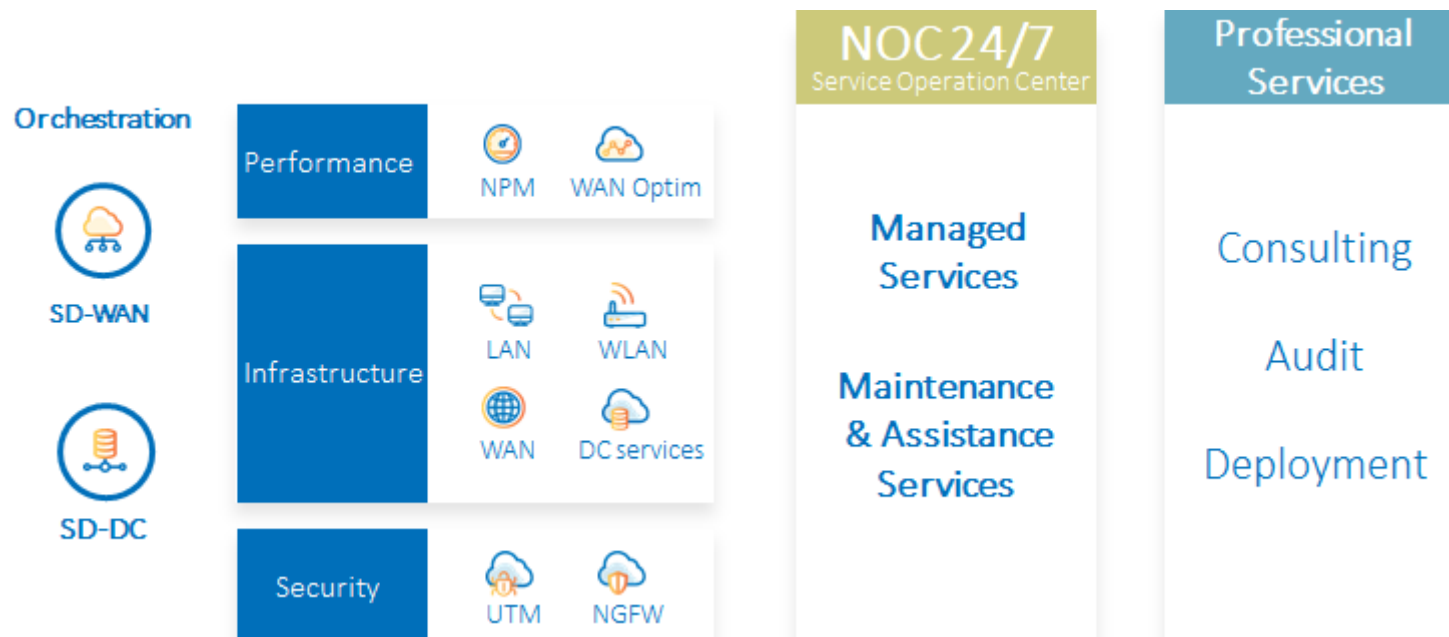 Orchestration
SD-WAN
SD-DC
Performance
NPM
WAN Optim
Infrastructure
LAN
WLAN
WAN
DC services
Security
UTM
NGFW
NOC 24/7
Service Operation Center
Managed
Services
Maintenance
& Assistance
Services
Professional
Services
Consulting
Audit
Deployment